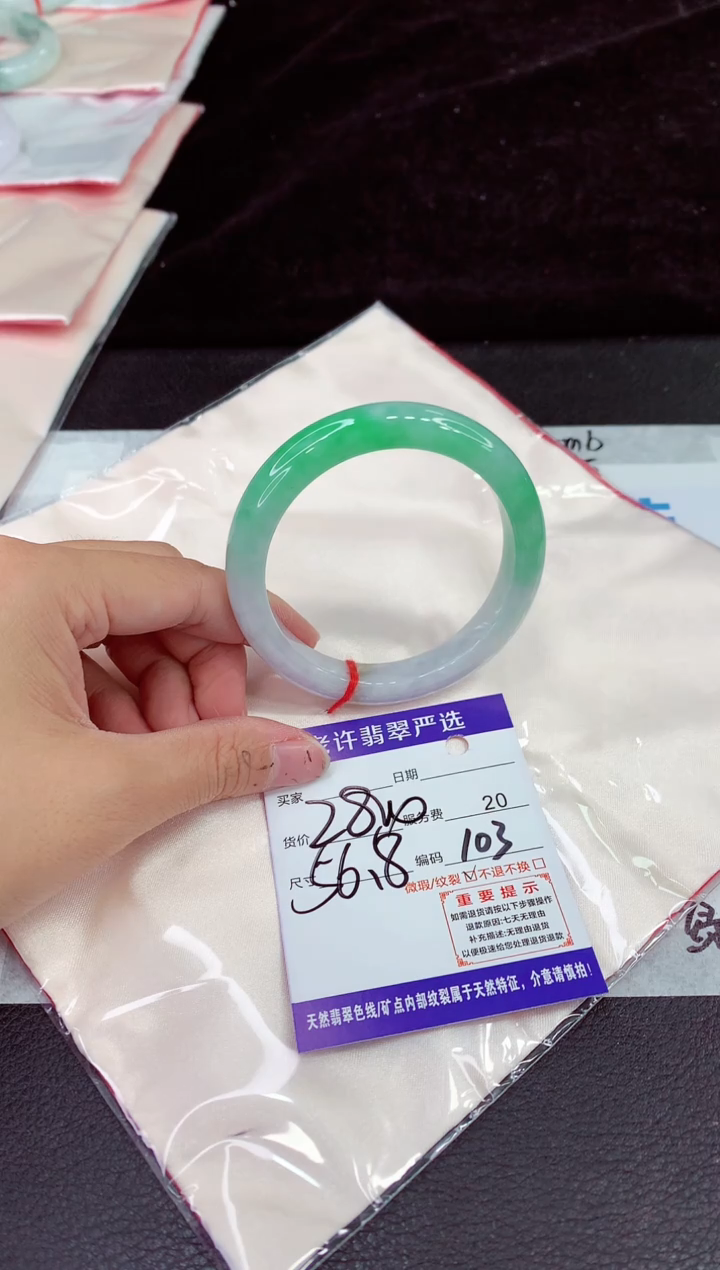 mb
老许翡翠严选
买家 日期
货价 2800 服务费 20
尺寸 56.8 编码 103
微瑕/纹裂 ☑ 不退不换 ☐
重要提示
如需退货请按以下步骤操作
退款原因:七天无理由
补充描述:无理由退货
以便极速给您处理退货退款
天然翡翠色线/矿点内部纹裂属于天然特征，介意请慎拍！